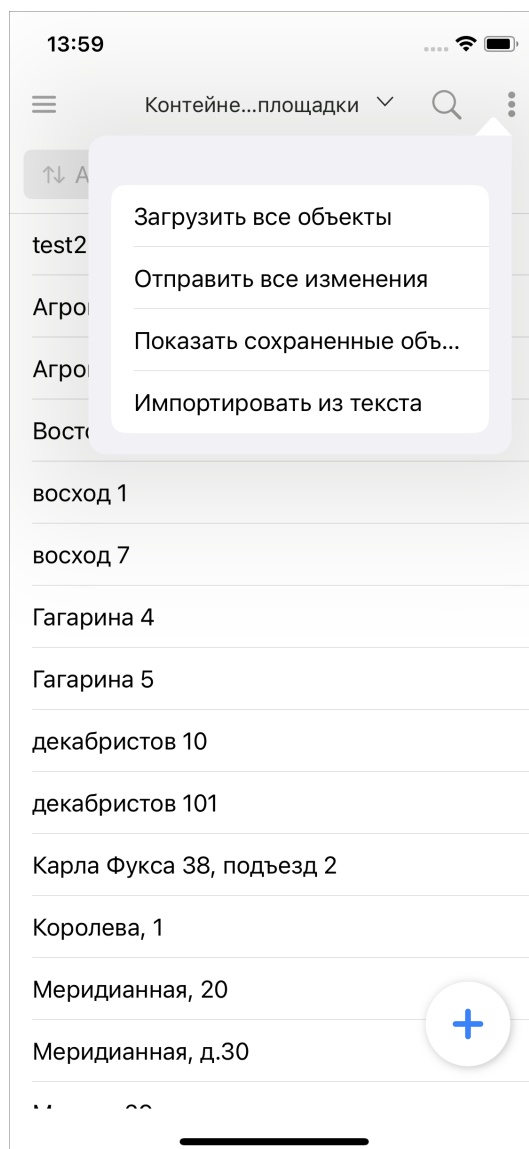 13:59
Контейне...площадки
A
Загрузить все объекты
Отправить все изменения
Показать сохраненные объ...
Импортировать из текста
test2
восход 1
восход 7
Гагарина 4
Гагарина 5
декабристов 10
декабристов 101
Карла Фукса 38, подъезд 2
Королева, 1
Меридианная, 20
Меридианная, д.30